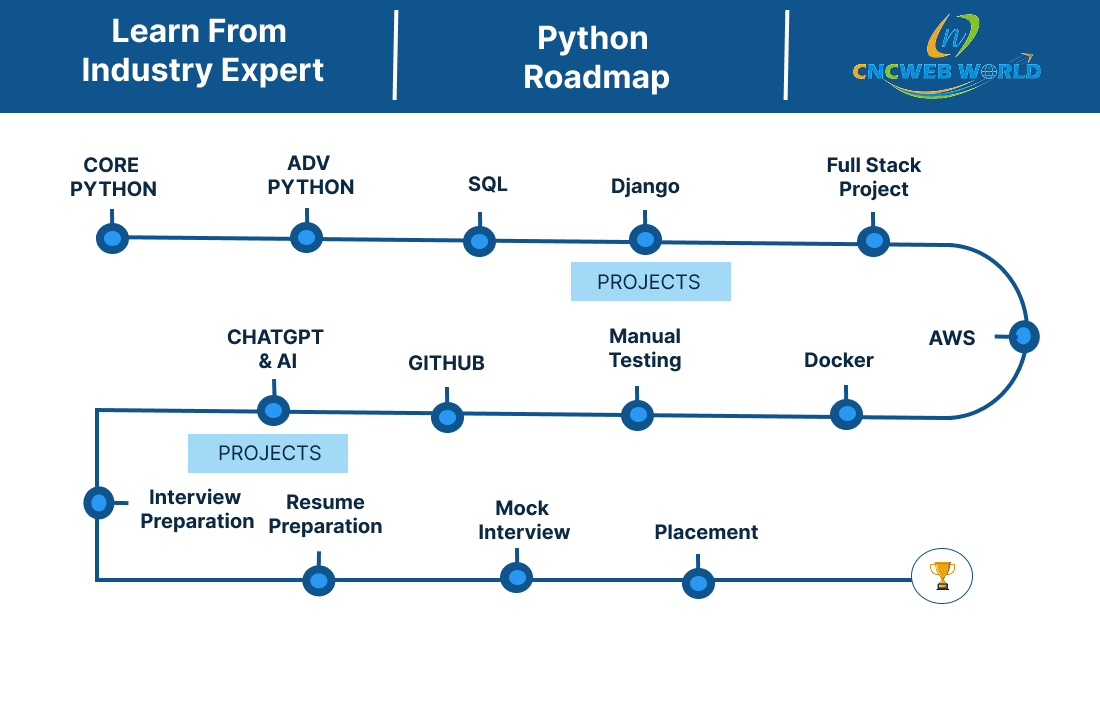 Learn From
Industry Expert
Python
Roadmap
CNCWEB WORLD
CORE
PYTHON
ADV
PYTHON
SQL
Django
Full Stack
Project
PROJECTS
AWS
CHATGPT
& AI
GITHUB
Manual
Testing
Docker
PROJECTS
Interview
Preparation
Resume
Preparation
Mock
Interview
Placement